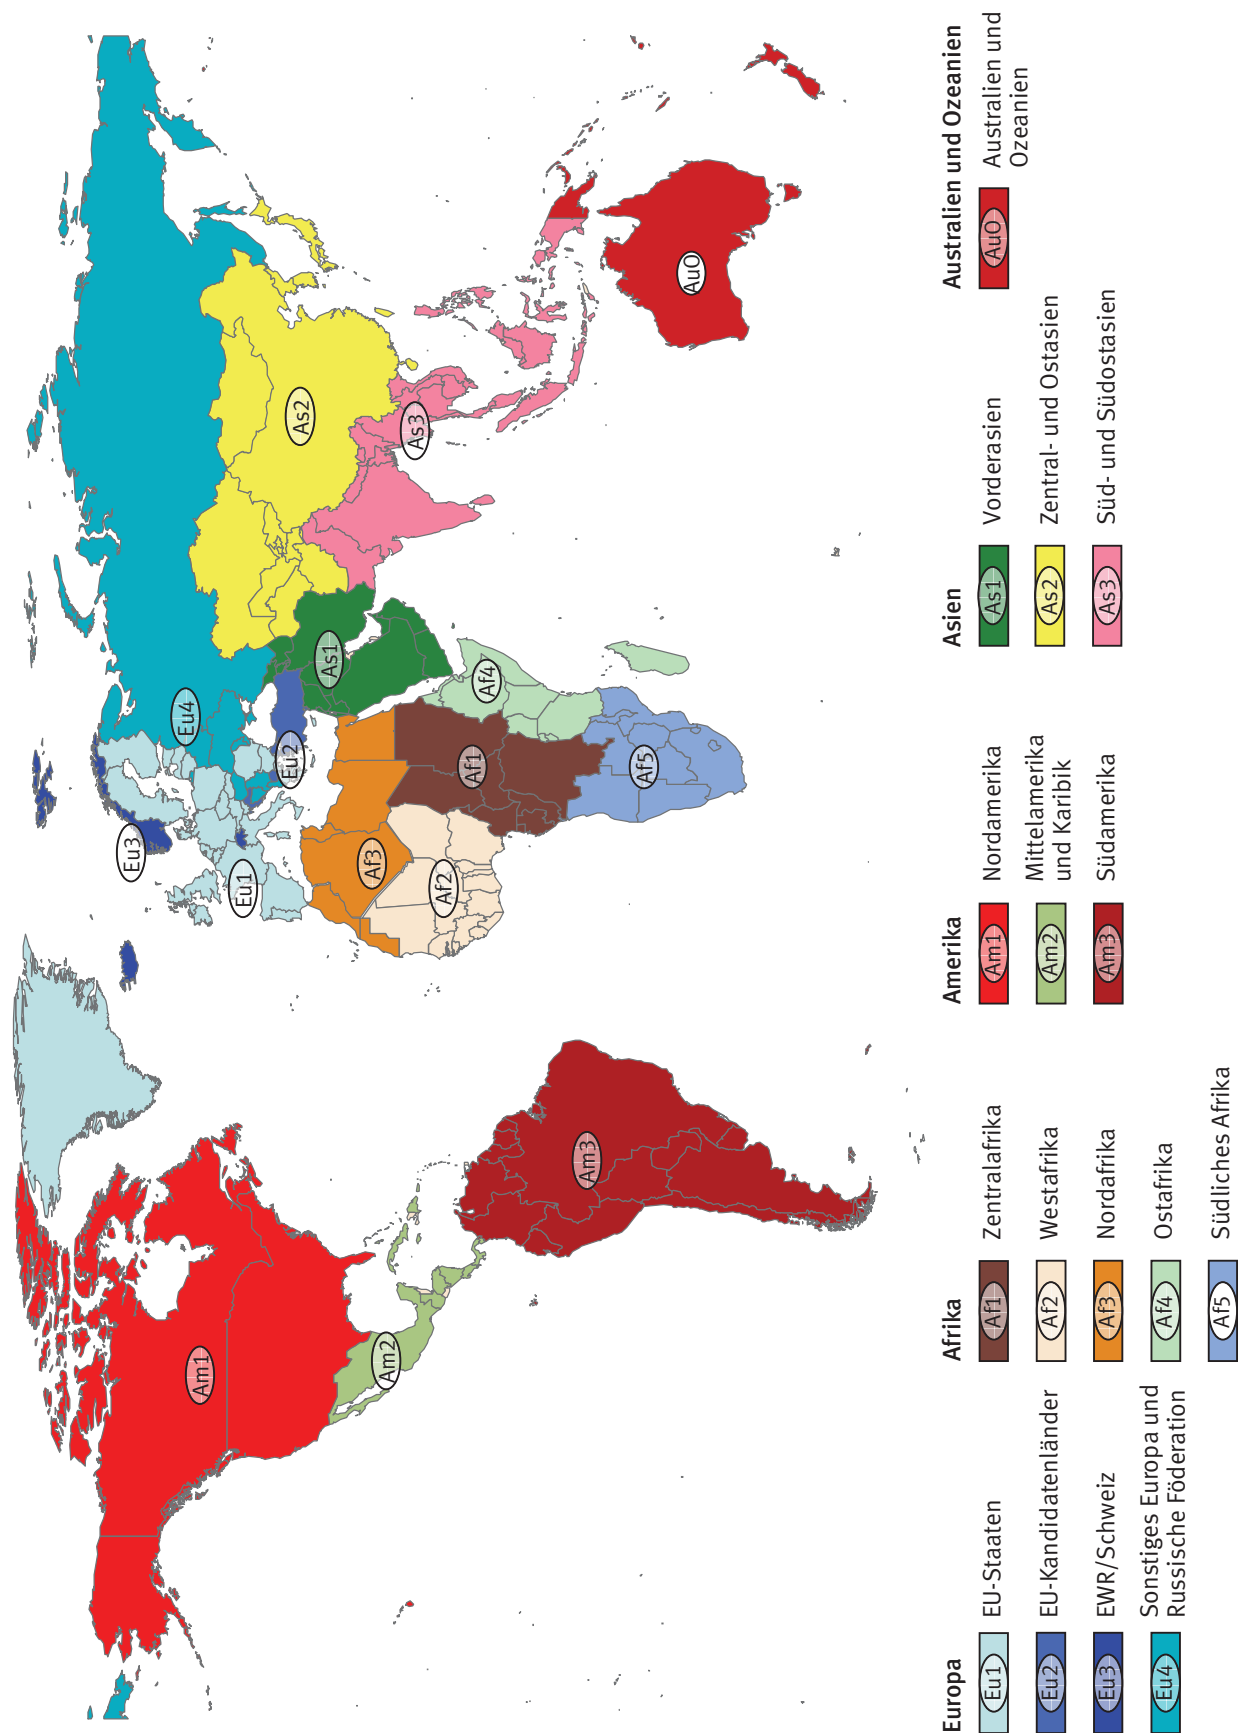 Eu3
Eu4
Eu1
Eu2
As2
As1
As3
Af3
Af2
Af1
Af4
Af5
AuO
Am1
Am2
Am3
Europa
Eu1 EU-Staaten
Eu2 EU-Kandidatenländer
Eu3 EWR/Schweiz
Eu4 Sonstiges Europa und
Russische Föderation
Afrika
Af1 Zentralafrika
Af2 Westafrika
Af3 Nordafrika
Af4 Ostafrika
Af5 Südliches Afrika
Amerika
Am1 Nordamerika
Am2 Mittelamerika
und Karibik
Am3 Südamerika
Asien
As1 Vorderasien
As2 Zentral- und Ostasien
As3 Süd- und Südostasien
Australien und Ozeanien
AuO Australien und
Ozeanien